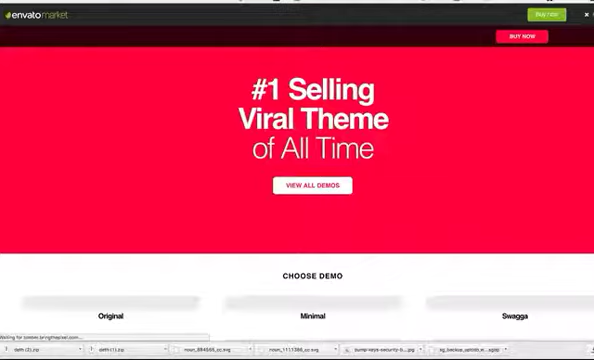 envatomarket
Buy now
BUY NOW
#1 Selling
Viral Theme
of All Time
VIEW ALL DEMOS
CHOOSE DEMO
Original
Minimal
Swagga